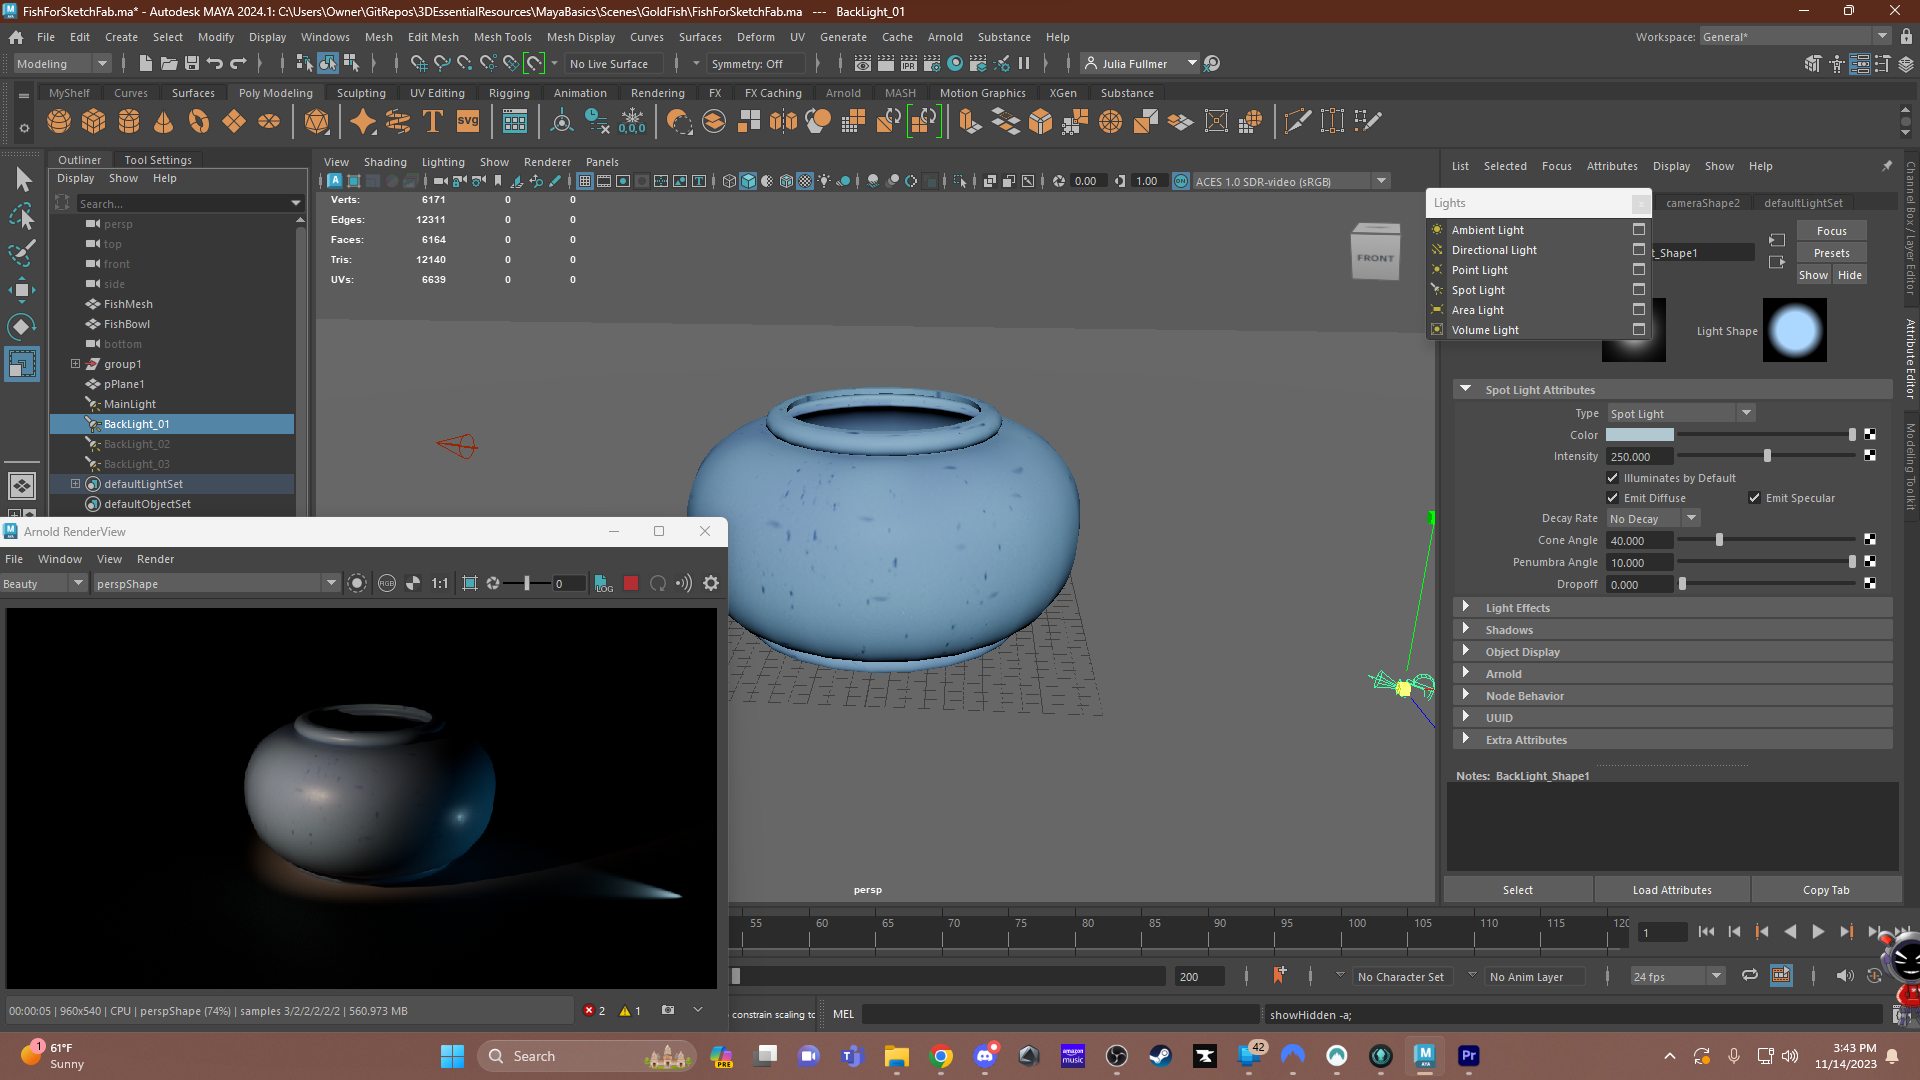 FishForSketchFab.ma* - Autodesk MAYA 2024.1: C:\Users\Owner\GitRepos\3DEssentialResources\MayaBasics\Scenes\GoldFish\FishForSketchFab.ma --- BackLight_01
File Edit Create Select Modify Display Windows Mesh Edit Mesh Mesh Tools Mesh Display Curves Surfaces Deform UV Generate Cache Arnold Substance Help
Workspace: General*
Modeling No Live Surface Symmetry: Off Julia Fullmer
MyShelf Curves Surfaces Poly Modeling Sculpting UV Editing Rigging Animation Rendering FX FX Caching Arnold MASH Motion Graphics XGen Substance
Outliner Tool Settings
Display Show Help
Search...
persp
top
front
side
FishMesh
FishBowl
bottom
group1
pPlane1
MainLight
BackLight_01
BackLight_02
BackLight_03
defaultLightSet
defaultObjectSet
View Shading Lighting Show Renderer Panels
0.00 1.00 ACES 1.0 SDR-video (sRGB)
Verts: 6171 0 0
Edges: 12311 0 0
Faces: 6164 0 0
Tris: 12140 0 0
UVs: 6639 0 0
FRONT
persp
List Selected Focus Attributes Display Show Help
cameraShape2 defaultLightSet
Lights
Ambient Light
Directional Light
Point Light
Spot Light
Area Light
Volume Light
t_Shape1
Focus
Presets
Show Hide
Light Shape
Spot Light Attributes
Type Spot Light
Color
Intensity 250.000
Illuminates by Default
Emit Diffuse Emit Specular
Decay Rate No Decay
Cone Angle 40.000
Penumbra Angle 10.000
Dropoff 0.000
Light Effects
Shadows
Object Display
Arnold
Node Behavior
UUID
Extra Attributes
Notes: BackLight_Shape1
Select Load Attributes Copy Tab
Channel Box / Layer Editor
Attribute Editor
Modeling Toolkit
Arnold RenderView
File Window View Render
Beauty perspShape RGB 1:1 0 LOG
00:00:05 | 960x540 | CPU | perspShape (74%) | samples 3/2/2/2/2/2 | 560.973 MB 2 1
55 60 65 70 75 80 85 90 95 100 105 110 115 120
1
200 No Character Set No Anim Layer 24 fps
constrain scaling to MEL showHidden -a;
1 61°F
Sunny
Search
PRE
amazon music
42
Pr
3:43 PM
11/14/2023